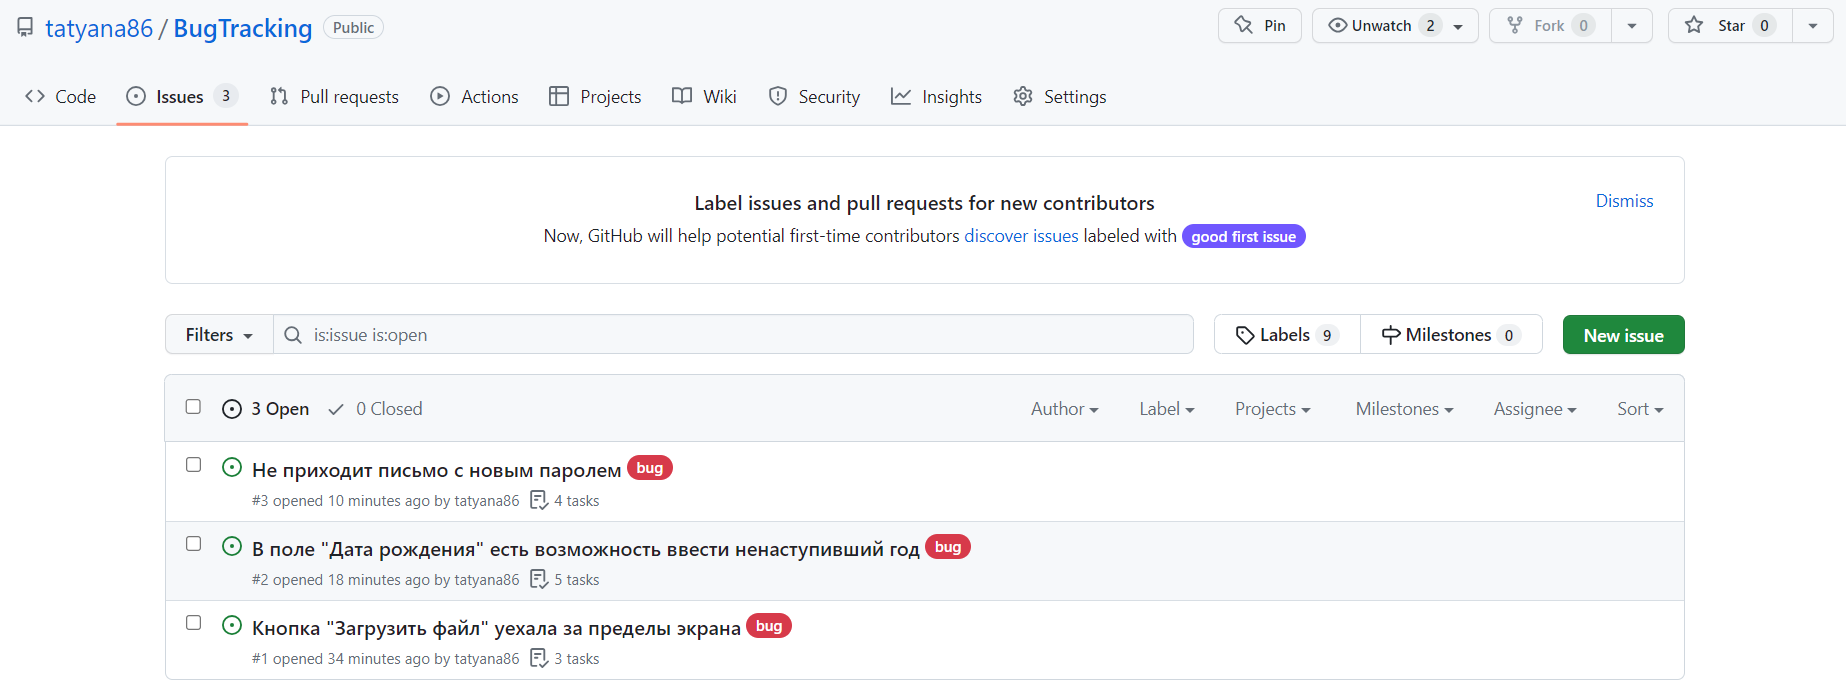 tatyana86 / BugTracking Public Pin Unwatch 2 Fork 0 Star 0
Code Issues 3 Pull requests Actions Projects Wiki Security Insights Settings
Label issues and pull requests for new contributors
Dismiss
Now, GitHub will help potential first-time contributors discover issues labeled with good first issue
Filters is:issue is:open Labels 9 Milestones 0 New issue
3 Open 0 Closed Author Label Projects Milestones Assignee Sort
Не приходит письмо с новым паролем bug
#3 opened 10 minutes ago by tatyana86 4 tasks
В поле "Дата рождения" есть возможность ввести ненаступивший год bug
#2 opened 18 minutes ago by tatyana86 5 tasks
Кнопка "Загрузить файл" уехала за пределы экрана bug
#1 opened 34 minutes ago by tatyana86 3 tasks